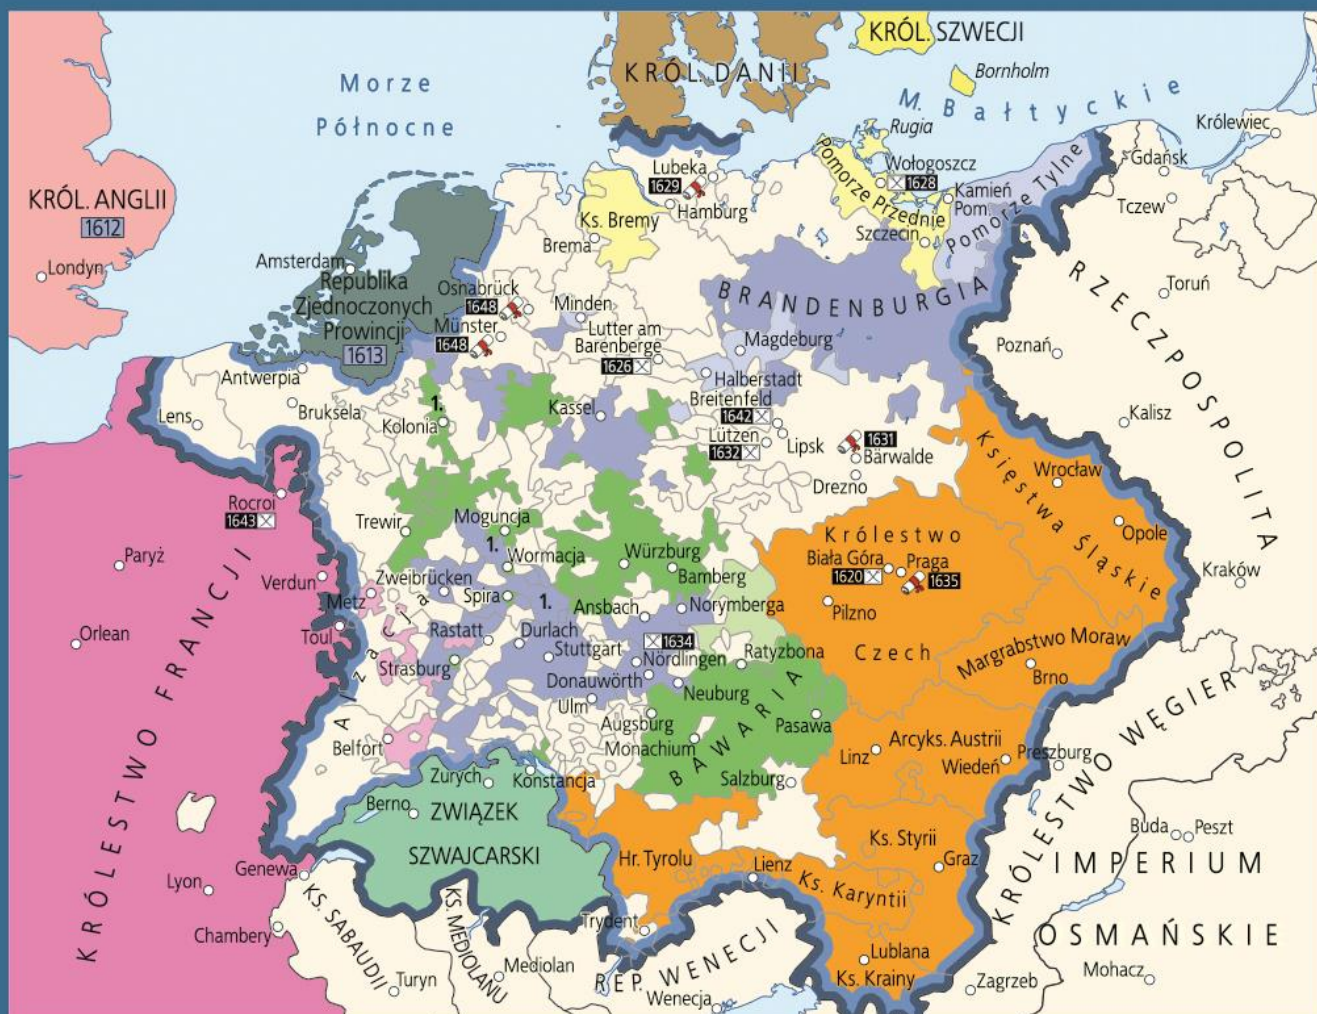 KRÓL. SZWECJI
KRÓL. DANII
Bornholm
Morze
Północne
M. Bałtyckie
Rugia
Królewiec
Gdańsk
Lubeka
1629
Hamburg
Wołogoszcz
1628
Pomorze Przednie
Kamień
Pom.
Pomorze Tylne
Tczew
KRÓL. ANGLII
1612
Londyn
Ks. Bremy
Brema
Szczecin
Amsterdam
Republika
Zjednoczonych
Prowincji
1613
Osnabrück
1648
Münster
1648
Minden
Lutter am
Barenberge
1626
BRANDENBURGIA
Magdeburg
Halberstadt
RZECZPOSPOLITA
Toruń
Poznań
Kalisz
Antwerpia
Bruksela
Lens
1.
Kolonia
Kassel
Breitenfeld
1642
Lützen
1632
Lipsk
1631
Bärwalde
Drezno
Księstwa Śląskie
Wrocław
Opole
Kraków
Rocroi
1643
Trewir
Moguncja
1.
Wormacja
Würzburg
Bamberg
Królestwo
Czech
Biała Góra
1620
Praga
1635
Pilzno
Paryż
Verdun
Metz
Zweibrücken
Spira
1.
Ansbach
Norymberga
Orlean
Toul
Alzacja
Rastatt
Durlach
Stuttgart
1634
Nördlingen
Ratyzbona
Margrabstwo Moraw
Brno
Strasburg
Donauwörth
Neuburg
Ulm
Augsburg
Monachium
BAWARIA
Pasawa
KRÓLESTWO FRANCJI
Belfort
Linz
Arcyks. Austrii
Wiedeń
Preszburg
KRÓLESTWO WĘGIER
Zurych
Konstancja
Salzburg
Berno
ZWIĄZEK
SZWAJCARSKI
Hr. Tyrolu
Lienz
Ks. Styrii
Graz
Ks. Karyntii
Buda
Peszt
IMPERIUM
OSMAŃSKIE
Genewa
Lyon
Chambery
KS. SABAUDII
KS. MEDIOLANU
Turyn
Mediolan
Trydent
REP. WENECJI
Wenecja
Lublana
Ks. Krainy
Zagrzeb
Mohacz